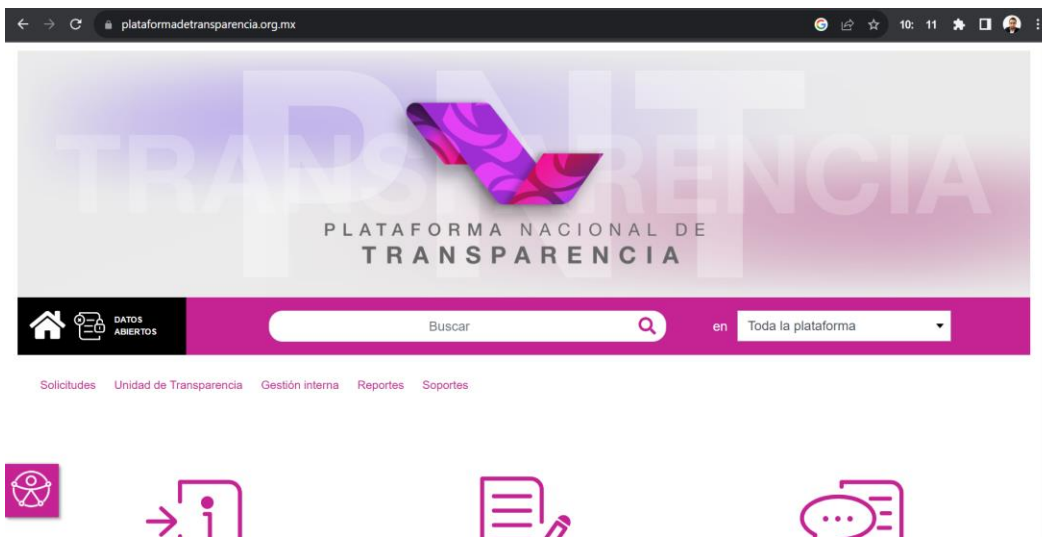 plataformadetransparencia.org.mx
10: 11
PNT
TRANSPARENCIA
PLATAFORMA NACIONAL DE
TRANSPARENCIA
DATOS
ABIERTOS
Buscar
en
Toda la plataforma
Solicitudes Unidad de Transparencia Gestión interna Reportes Soportes